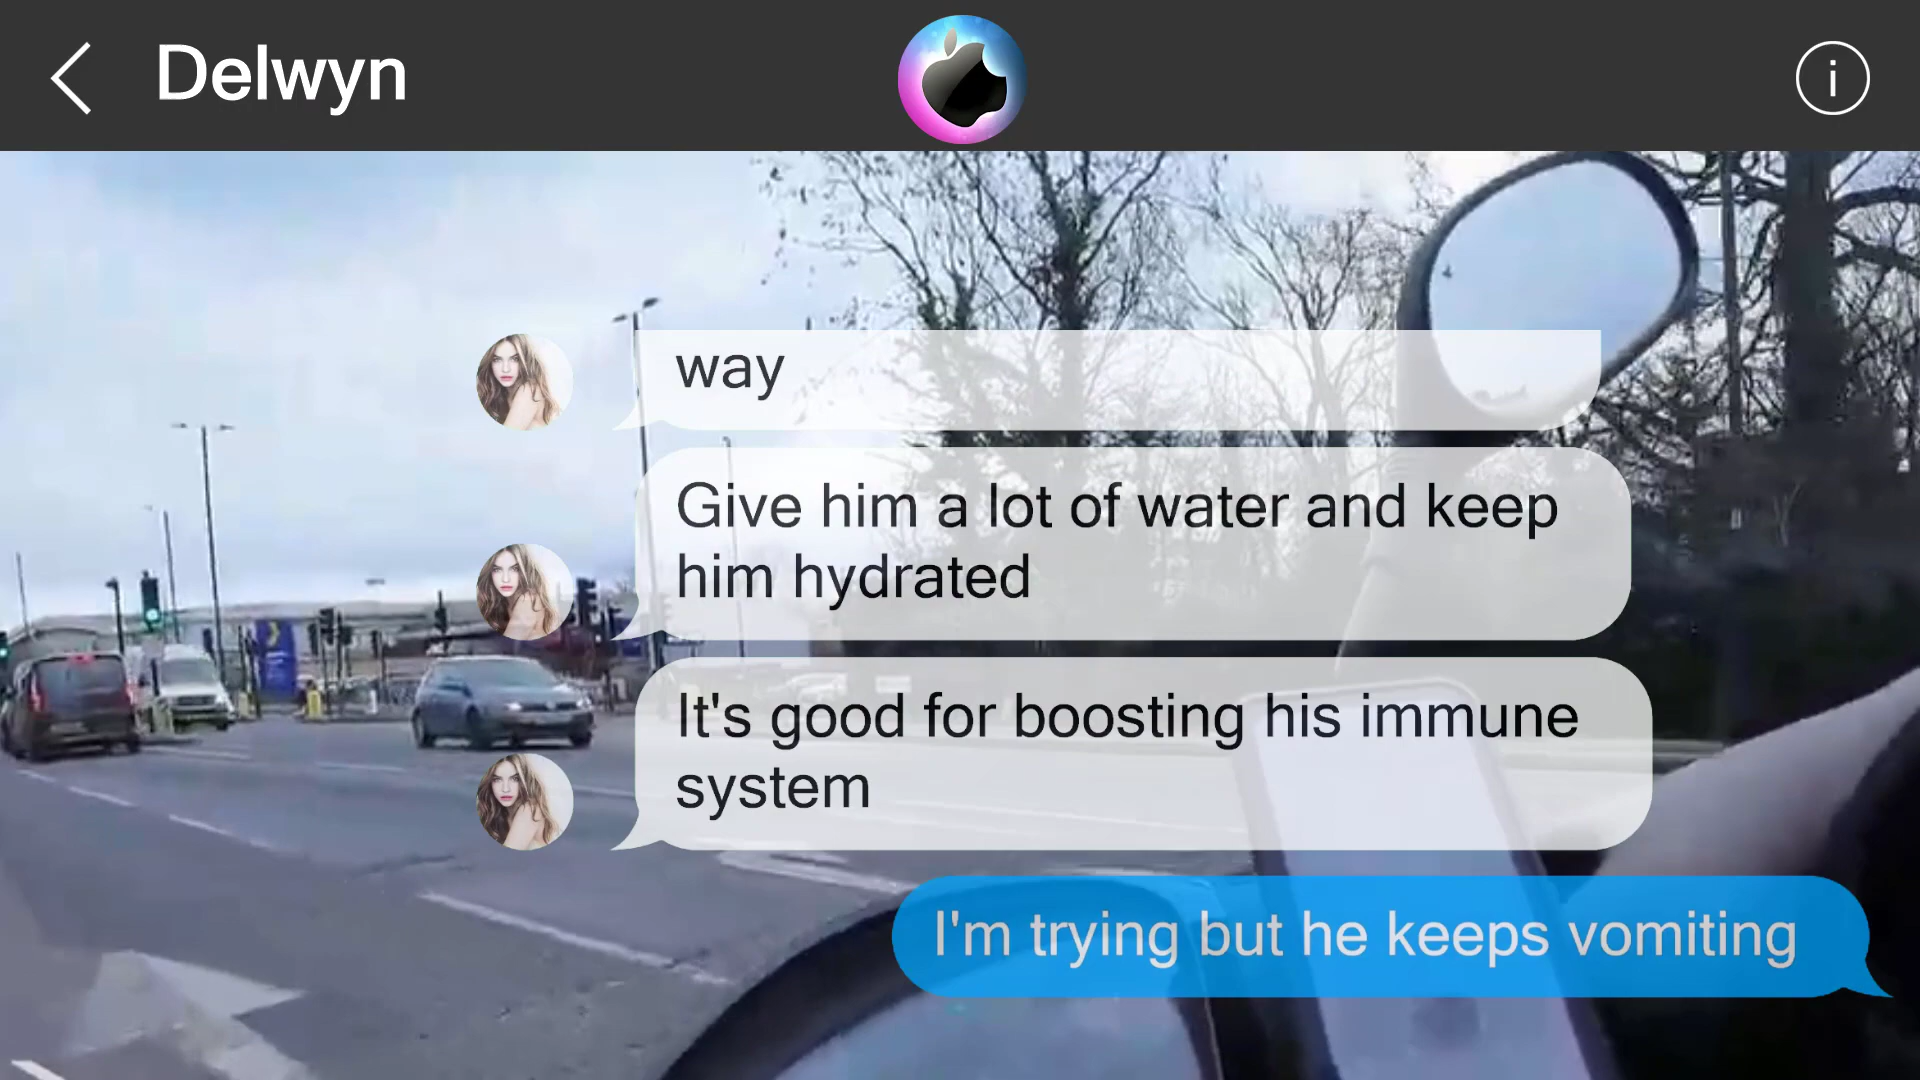 Delwyn
i
way
Give him a lot of water and keep
him hydrated
It's good for boosting his immune
system
I'm trying but he keeps vomiting